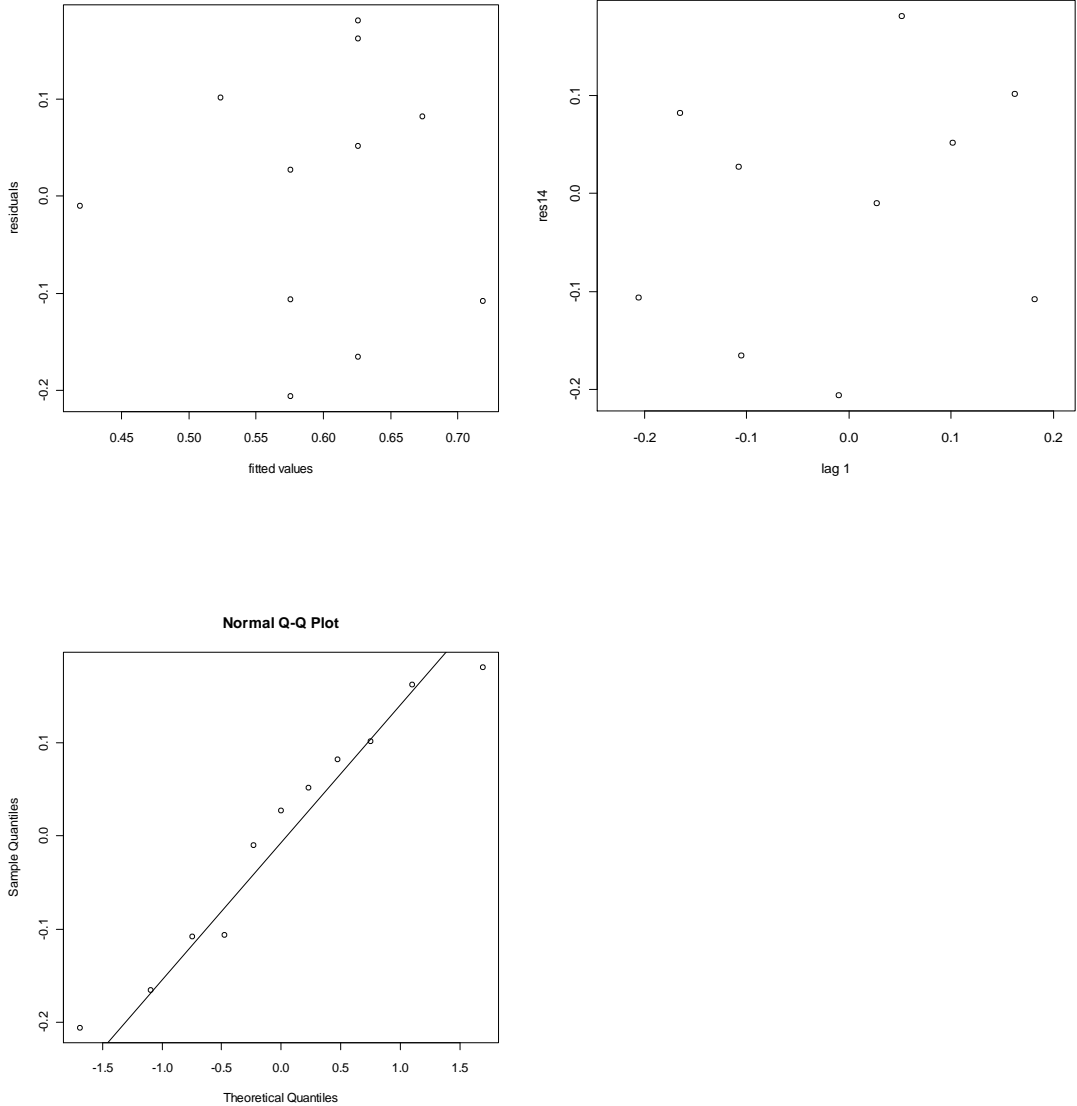 0.1
0.0
-0.1
-0.2
residuals
0.45 0.50 0.55 0.60 0.65 0.70
fitted values
0.1
0.0
-0.1
-0.2
res14
-0.2 -0.1 0.0 0.1 0.2
lag 1
Normal Q-Q Plot
0.1
0.0
-0.1
-0.2
Sample Quantiles
-1.5 -1.0 -0.5 0.0 0.5 1.0 1.5
Theoretical Quantiles